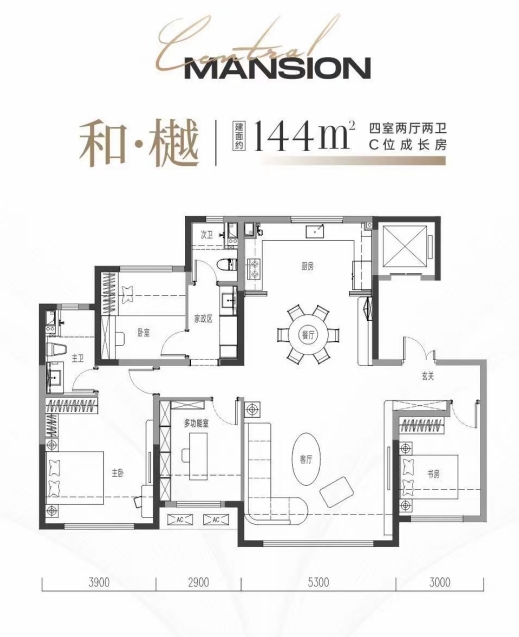 Central
MANSION
和·樾
建面约
144m²
四室两厅两卫
C位成长房
次卫
厨房
卧室
家政区
餐厅
主卫
玄关
多功能室
主卧
客厅
书房
AC
AC
3900
2900
5300
3000